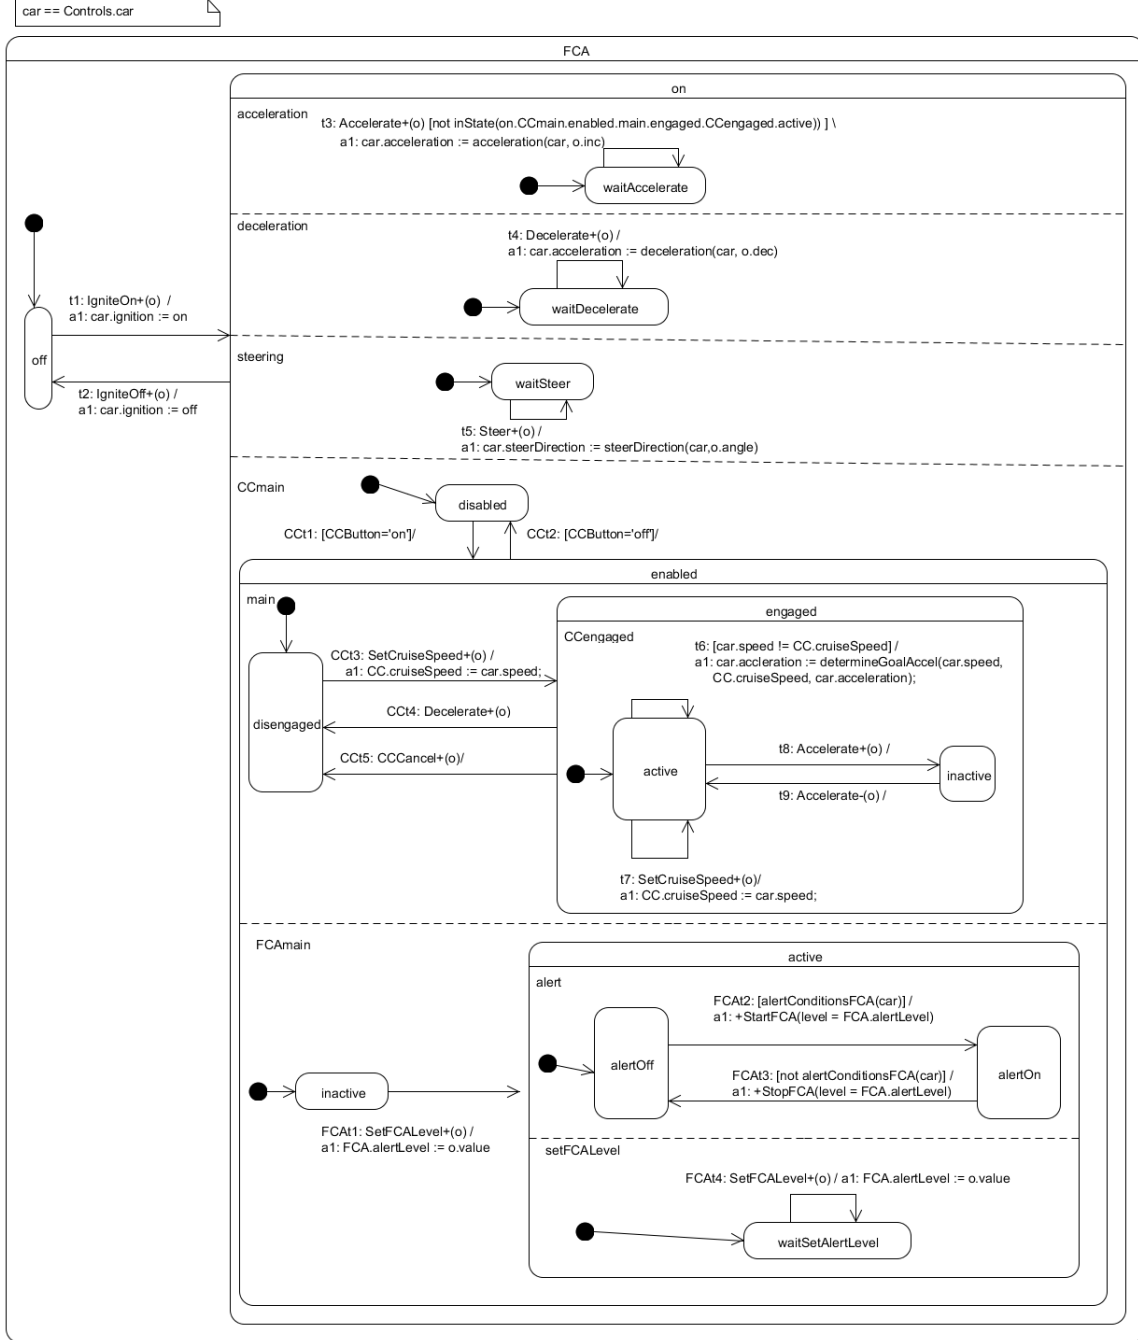 car == Controls.car
FCA
on
acceleration
t3: Accelerate+(o) [not inState(on.CCmain.enabled.main.engaged.CCengaged.active)) ] \
a1: car.acceleration := acceleration(car, o.inc)
waitAccelerate
deceleration
t4: Decelerate+(o) /
a1: car.acceleration := deceleration(car, o.dec)
waitDecelerate
t1: IgniteOn+(o) /
a1: car.ignition := on
off
t2: IgniteOff+(o) /
a1: car.ignition := off
steering
waitSteer
t5: Steer+(o) /
a1: car.steerDirection := steerDirection(car,o.angle)
CCmain
disabled
CCt1: [CCButton='on']/
CCt2: [CCButton='off']/
enabled
main
engaged
CCengaged
t6: [car.speed != CC.cruiseSpeed] /
a1: car.accleration := determineGoalAccel(car.speed,
CC.cruiseSpeed, car.acceleration);
CCt3: SetCruiseSpeed+(o) /
a1: CC.cruiseSpeed := car.speed;
disengaged
CCt4: Decelerate+(o)
CCt5: CCCancel+(o)/
active
t8: Accelerate+(o) /
inactive
t9: Accelerate-(o) /
t7: SetCruiseSpeed+(o)/
a1: CC.cruiseSpeed := car.speed;
FCAmain
active
alert
FCAt2: [alertConditionsFCA(car)] /
a1: +StartFCA(level = FCA.alertLevel)
alertOff
FCAt3: [not alertConditionsFCA(car)] /
a1: +StopFCA(level = FCA.alertLevel)
alertOn
inactive
FCAt1: SetFCALevel+(o) /
a1: FCA.alertLevel := o.value
setFCALevel
FCAt4: SetFCALevel+(o) / a1: FCA.alertLevel := o.value
waitSetAlertLevel